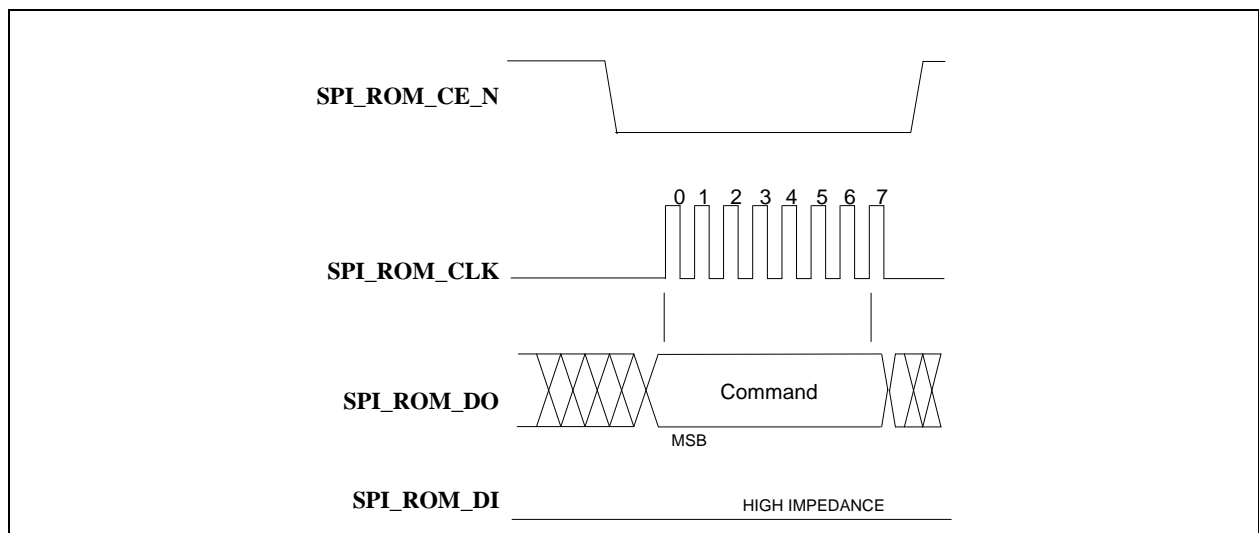 SPI_ROM_CE_N
0 1 2 3 4 5 6 7
SPI_ROM_CLK
Command
SPI_ROM_DO
MSB
SPI_ROM_DI
HIGH IMPEDANCE